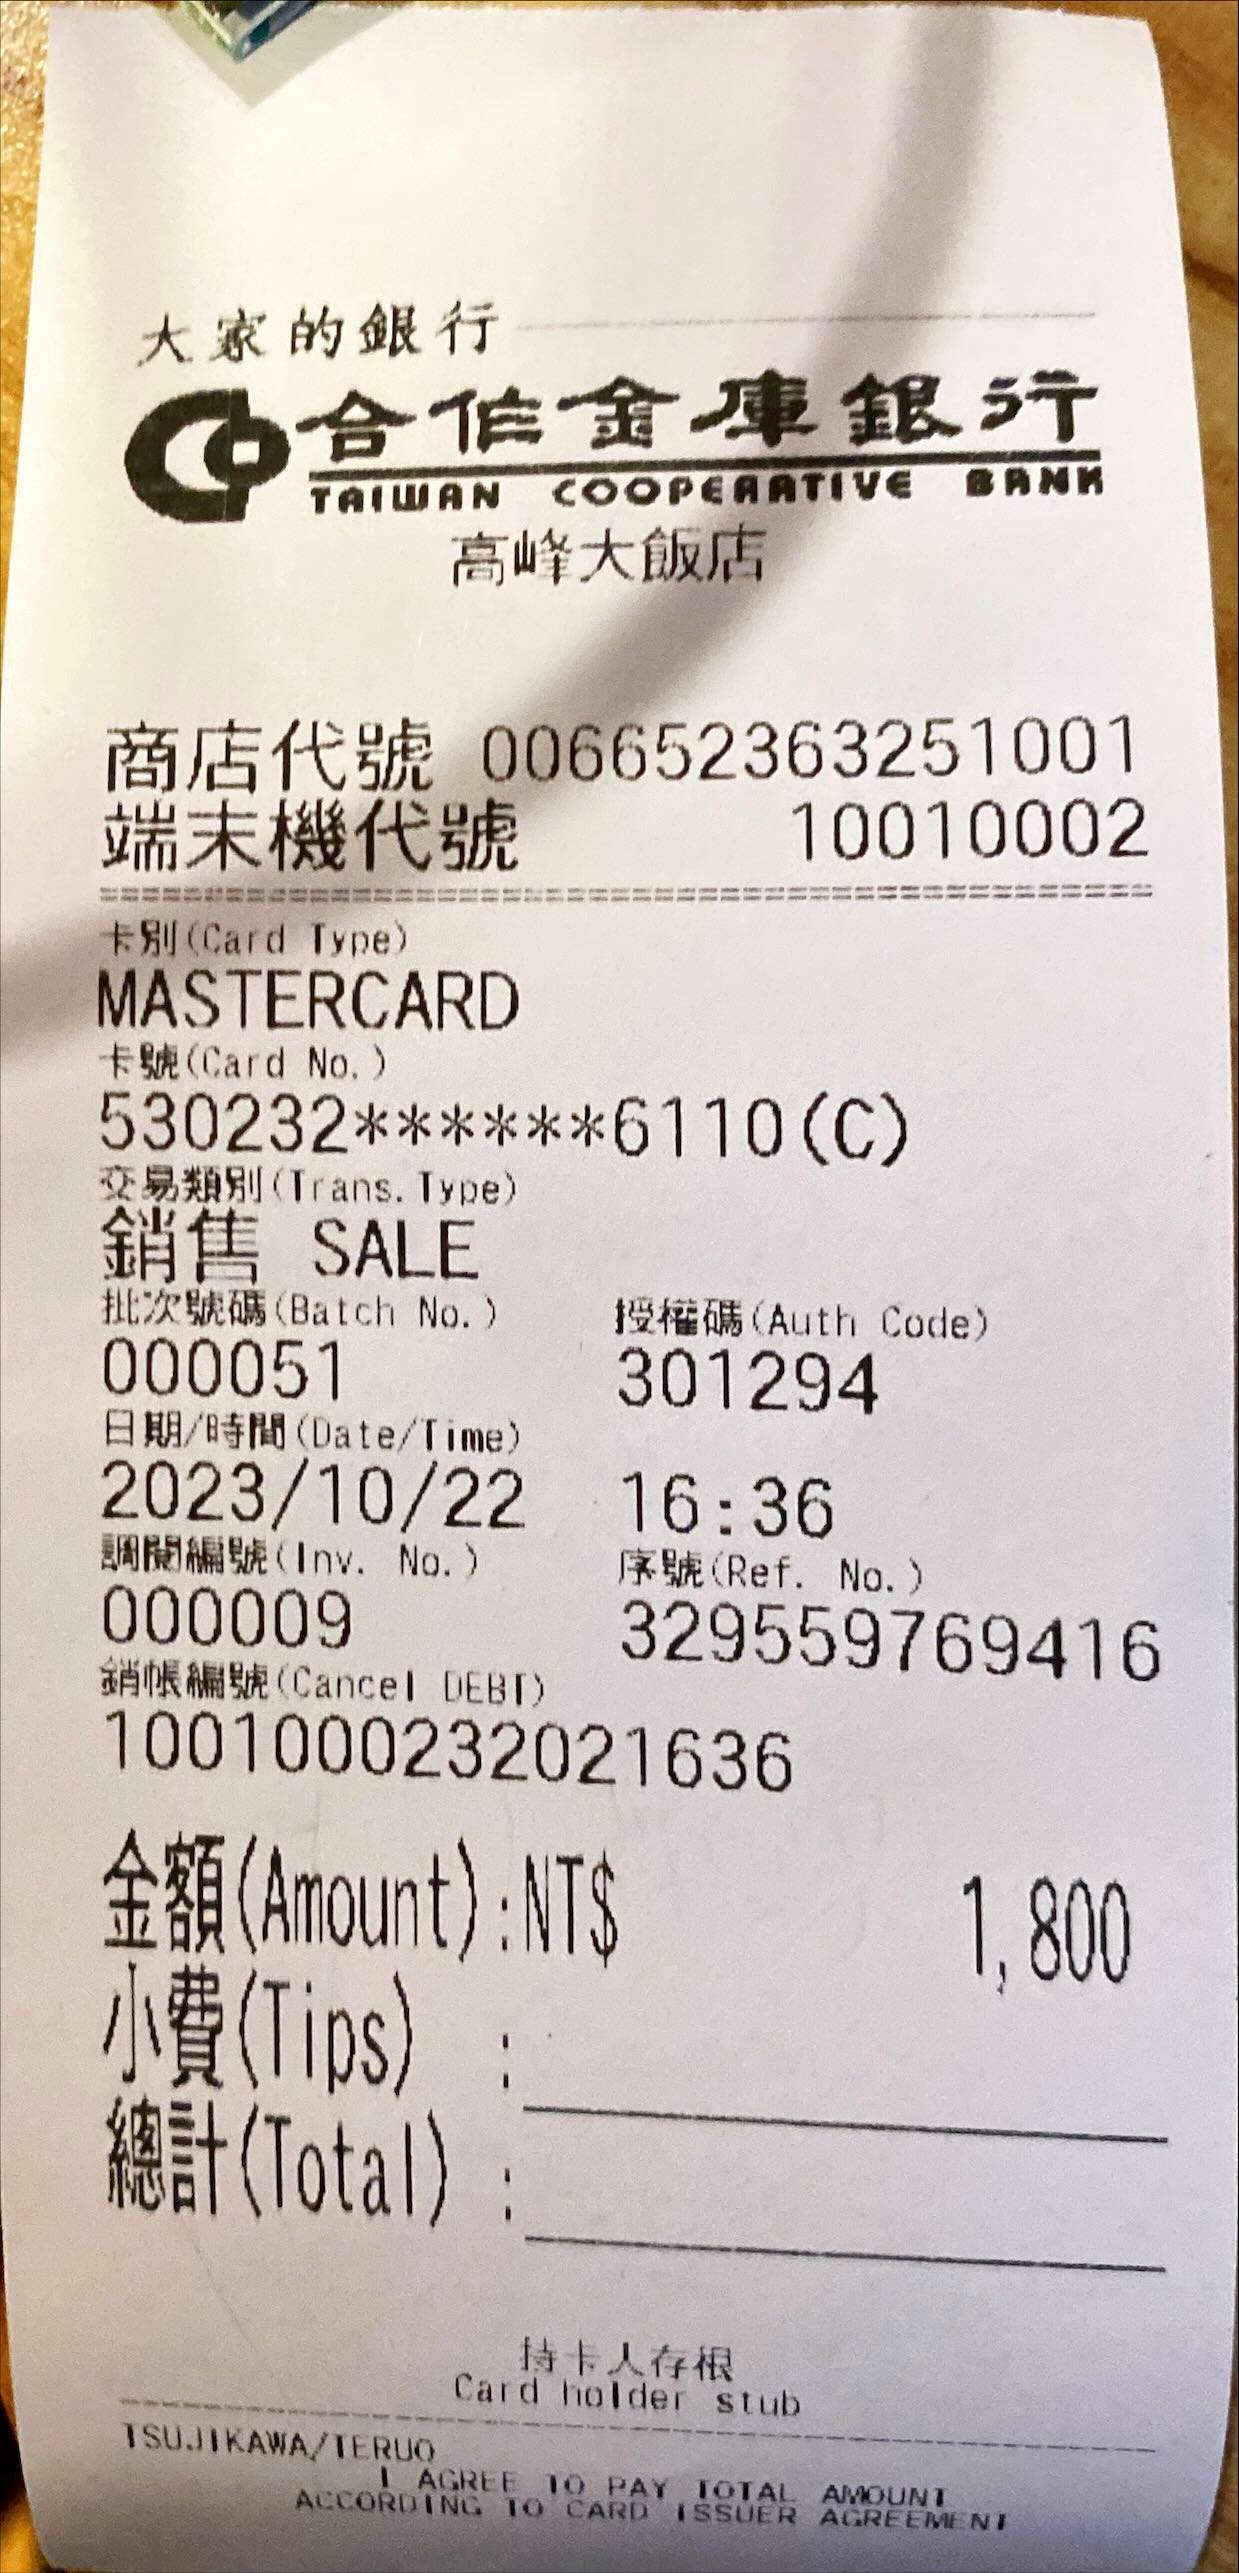 大家的銀行
合作金庫銀行
TAIWAN COOPERATIVE BANK
高峰大飯店
商店代號 006652363251001
端末機代號 10010002
卡別(Card Type)
MASTERCARD
卡號(Card No.)
530232******6110(C)
交易類別(Trans.Type)
銷售 SALE
批次號碼(Batch No.) 授權碼(Auth Code)
000051 301294
日期/時間(Date/Time)
2023/10/22 16:36
調閱編號(Inv. No.) 序號(Ref. No.)
000009 329559769416
銷帳編號(Cancel DEBT)
1001000232021636
金額(Amount):NT$ 1,800
小費(Tips) :
總計(Total) :
持卡人存根
Card holder stub
TSUJIKAWA/TERUO
I AGREE TO PAY TOTAL AMOUNT
ACCORDING TO CARD ISSUER AGREEMENT